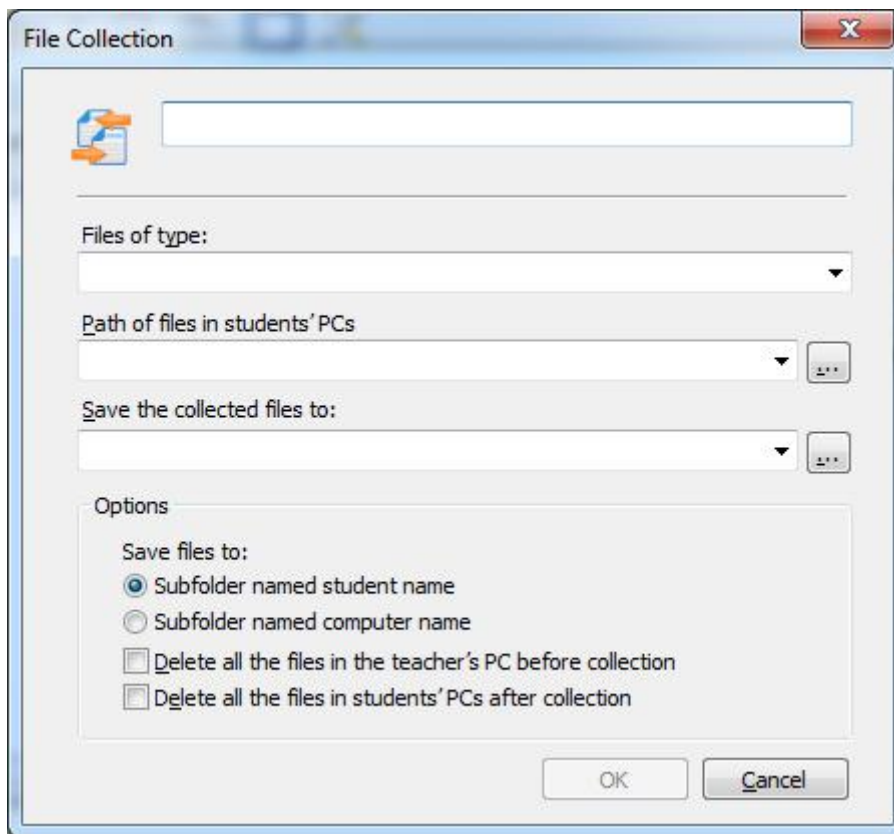 File Collection
Files of type:
Path of files in students' PCs
...
Save the collected files to:
...
Options
Save files to:
Subfolder named student name
Subfolder named computer name
Delete all the files in the teacher's PC before collection
Delete all the files in students' PCs after collection
OK
Cancel